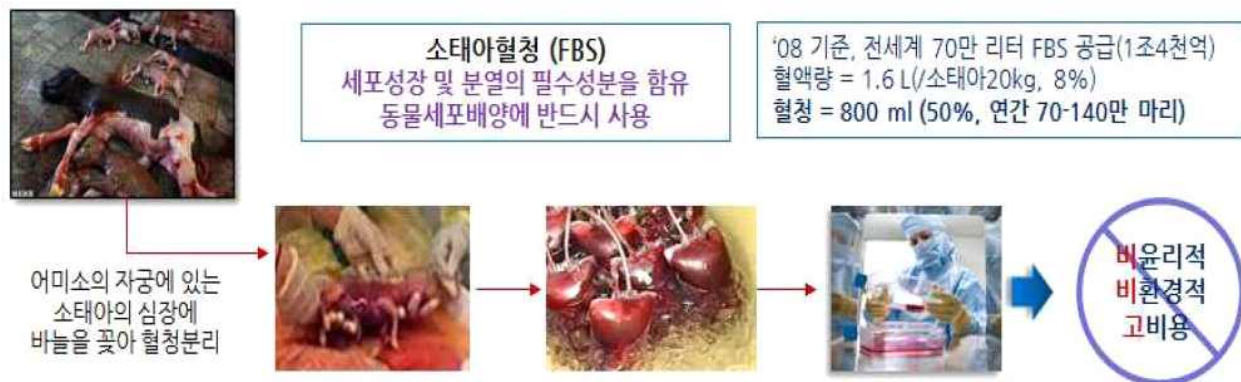 소태아혈청 (FBS)
세포성장 및 분열의 필수성분을 함유
동물세포배양에 반드시 사용
‘08 기준, 전세계 70만 리터 FBS 공급(1조4천억)
혈액량 = 1.6 L(/소태아20kg, 8%)
혈청 = 800 ml (50%, 연간 70-140만 마리)
어미소의 자궁에 있는
소태아의 심장에
바늘을 꽂아 혈청분리
비윤리적
비환경적
고비용